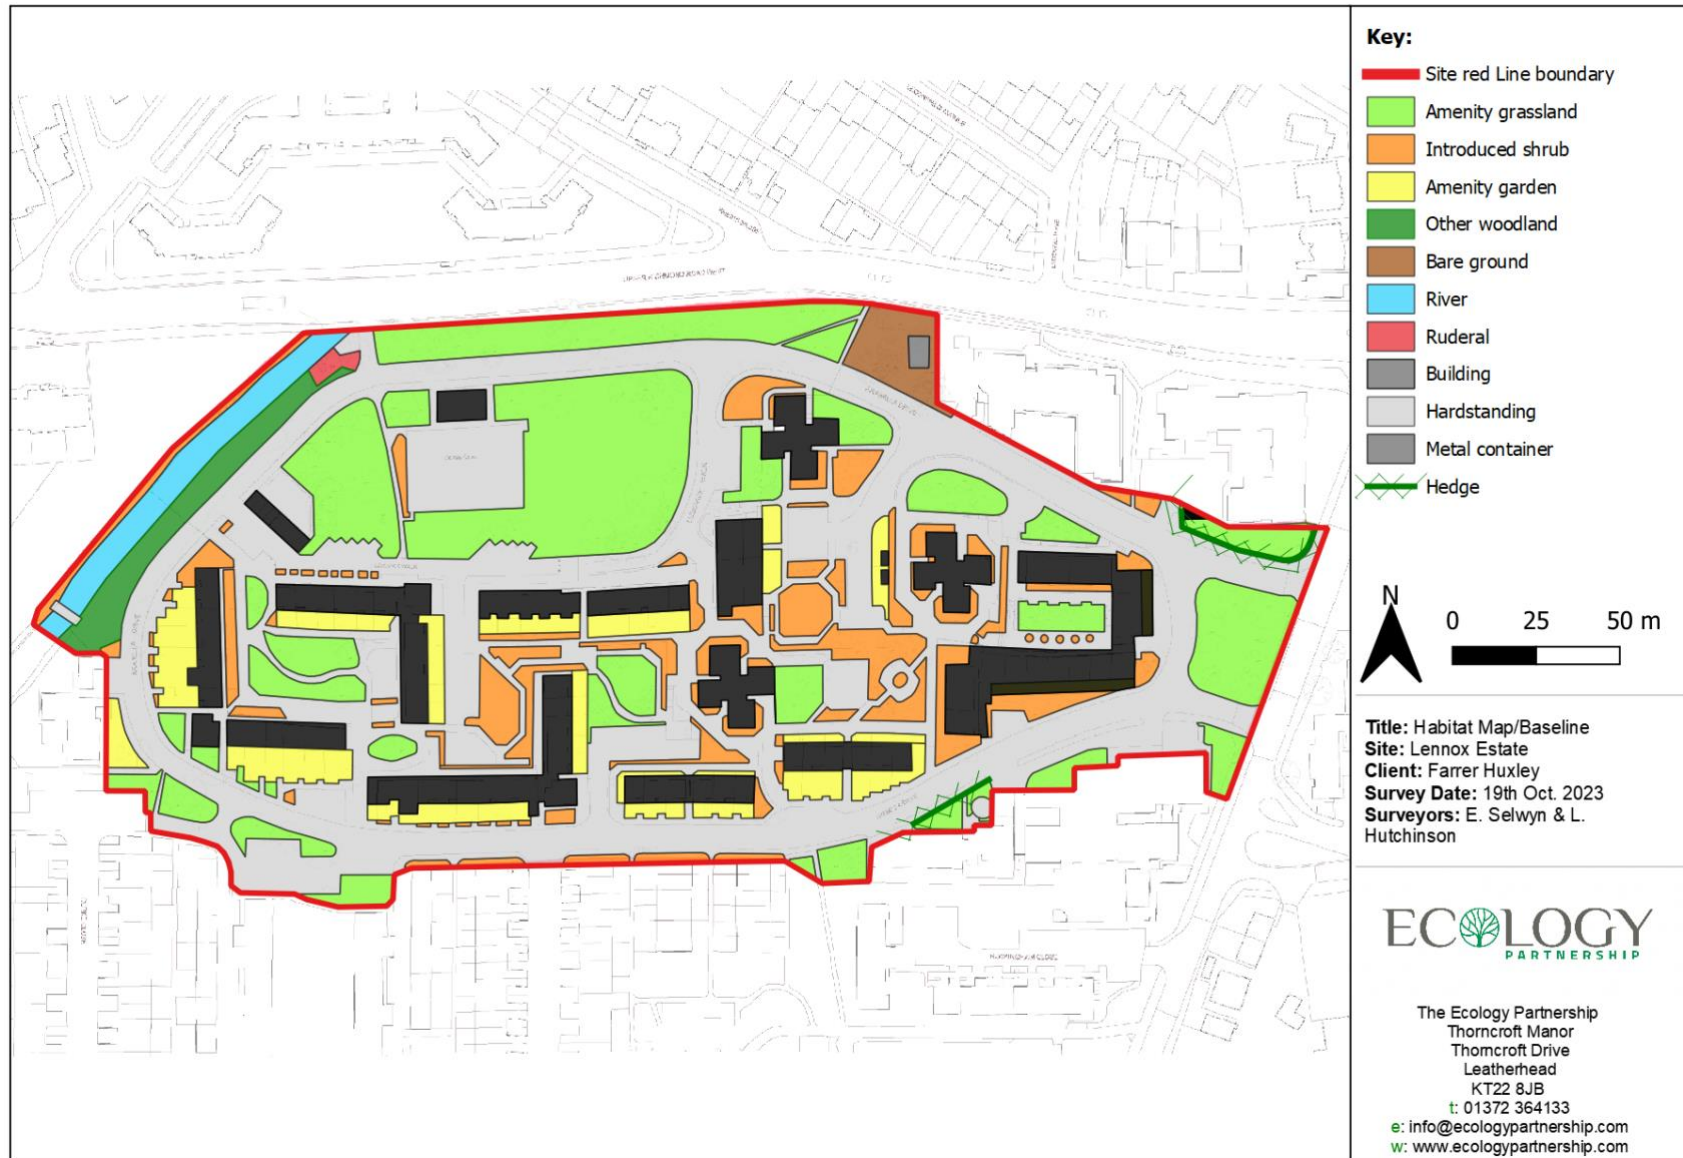 Key:
Site red Line boundary
Amenity grassland
Introduced shrub
Amenity garden
Other woodland
Bare ground
River
Ruderal
Building
Hardstanding
Metal container
Hedge
N
0 25 50 m
Title: Habitat Map/Baseline
Site: Lennox Estate
Client: Farrer Huxley
Survey Date: 19th Oct. 2023
Surveyors: E. Selwyn & L.
Hutchinson
ECOLOGY
PARTNERSHIP
The Ecology Partnership
Thorncroft Manor
Thorncroft Drive
Leatherhead
KT22 8JB
t: 01372 364133
e: info@ecologypartnership.com
w: www.ecologypartnership.com